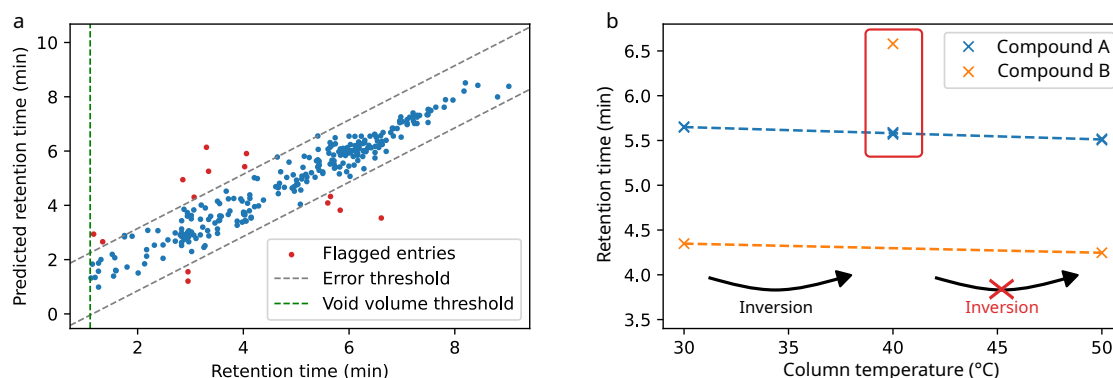 a
Predicted retention time (min)
10
8
6
4
2
0
Flagged entries
Error threshold
Void volume threshold
2
4
6
8
Retention time (min)
b
Retention time (min)
6.5
6.0
5.5
5.0
4.5
4.0
3.5
Compound A
Compound B
Inversion
Inversion
30
35
40
45
50
Column temperature (°C)